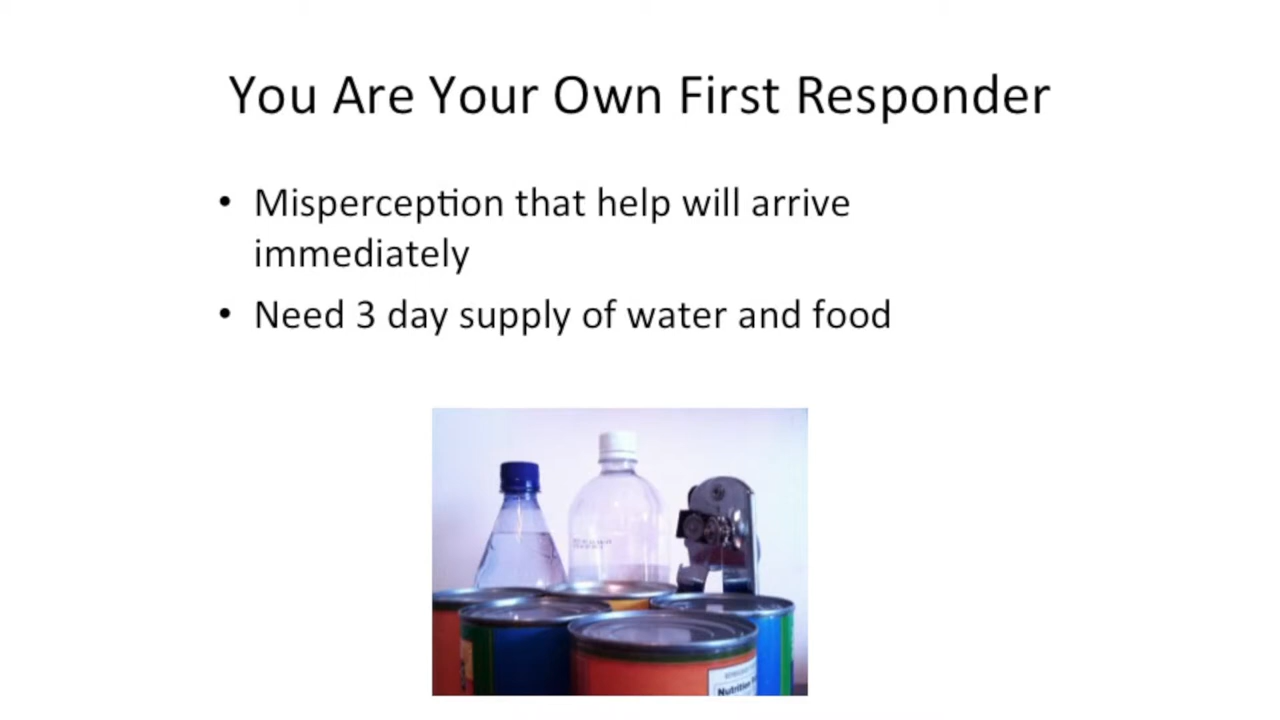 You Are Your Own First Responder
• Misperception that help will arrive
immediately
• Need 3 day supply of water and food
Nutrition